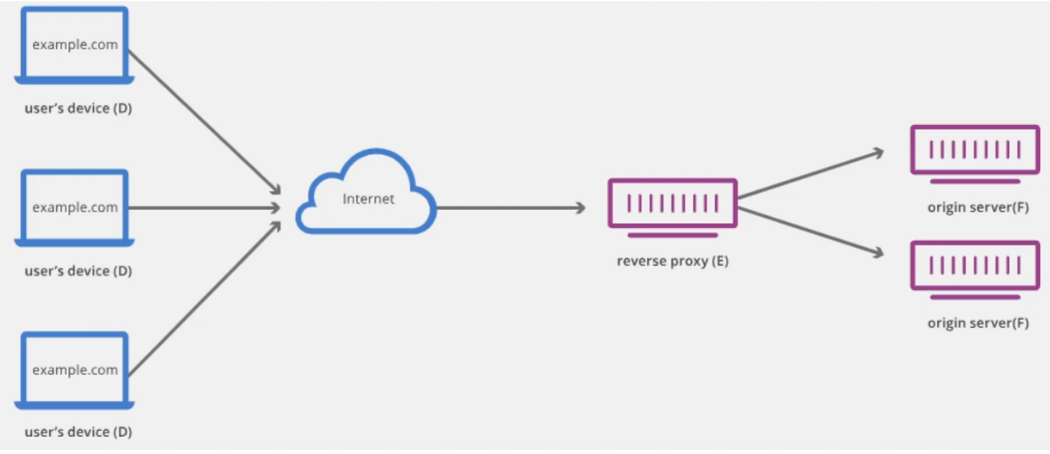 example.com
user's device (D)
example.com
user's device (D)
example.com
user's device (D)
Internet
reverse proxy (E)
origin server(F)
origin server(F)